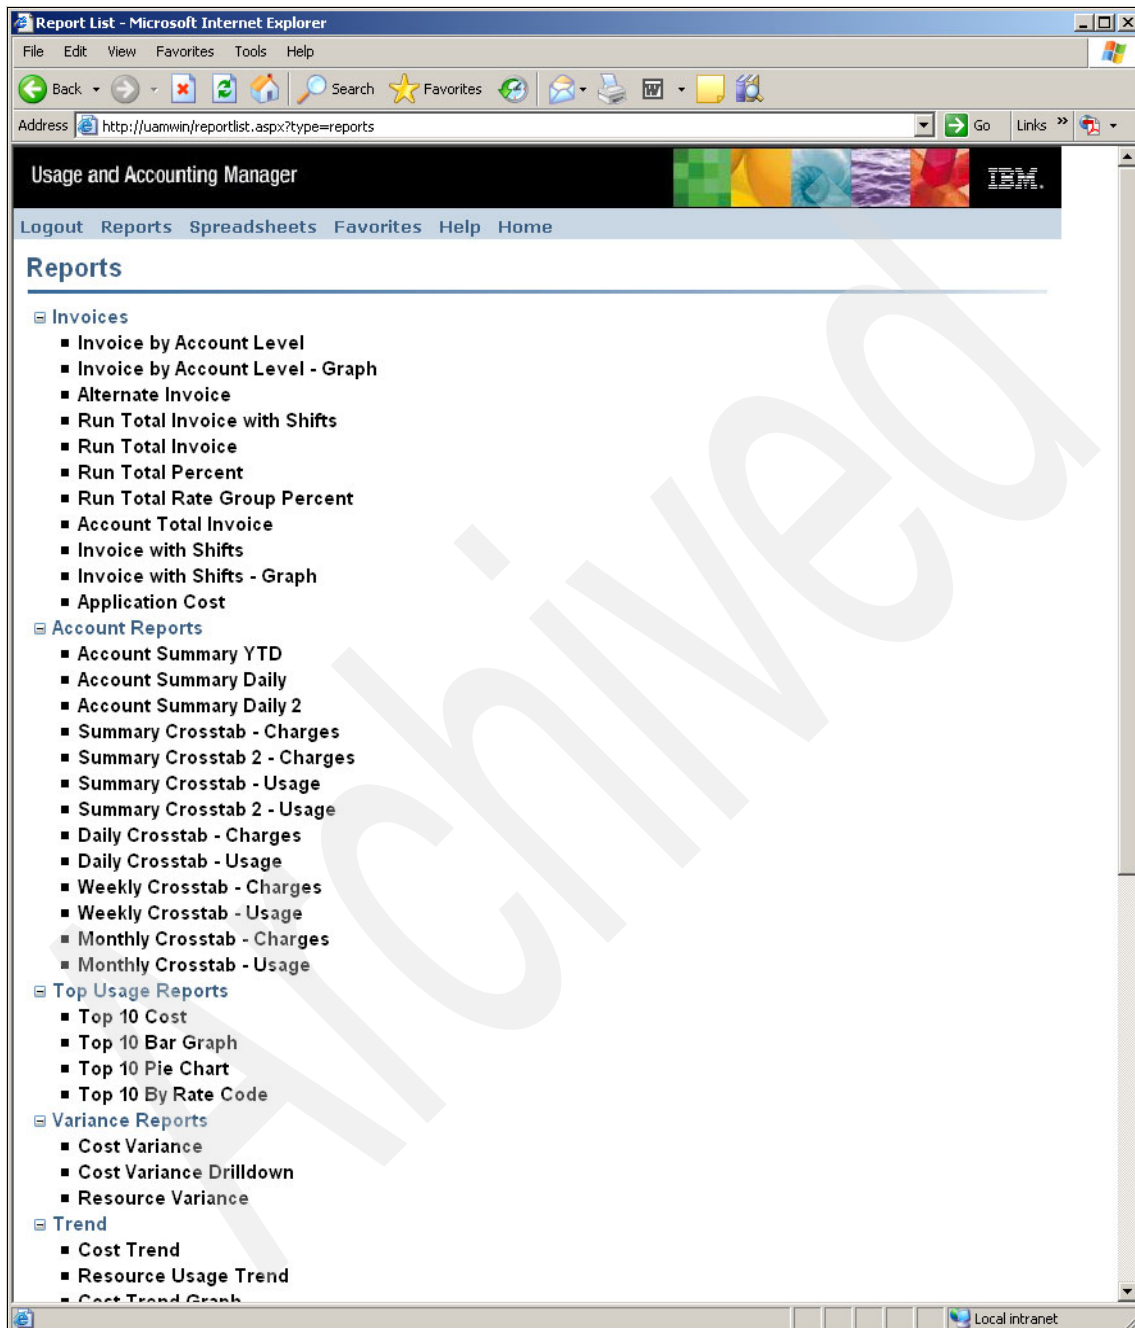 Report List - Microsoft Internet Explorer
File Edit View Favorites Tools Help
Back Search Favorites
Address http://uamwin/reportlist.aspx?type=reports Go Links »
Usage and Accounting Manager IBM.
Logout Reports Spreadsheets Favorites Help Home
Reports
Invoices
Invoice by Account Level
Invoice by Account Level - Graph
Alternate Invoice
Run Total Invoice with Shifts
Run Total Invoice
Run Total Percent
Run Total Rate Group Percent
Account Total Invoice
Invoice with Shifts
Invoice with Shifts - Graph
Application Cost
Account Reports
Account Summary YTD
Account Summary Daily
Account Summary Daily 2
Summary Crosstab - Charges
Summary Crosstab 2 - Charges
Summary Crosstab - Usage
Summary Crosstab 2 - Usage
Daily Crosstab - Charges
Daily Crosstab - Usage
Weekly Crosstab - Charges
Weekly Crosstab - Usage
Monthly Crosstab - Charges
Monthly Crosstab - Usage
Top Usage Reports
Top 10 Cost
Top 10 Bar Graph
Top 10 Pie Chart
Top 10 By Rate Code
Variance Reports
Cost Variance
Cost Variance Drilldown
Resource Variance
Trend
Cost Trend
Resource Usage Trend
Cost Trend Graph
Local intranet
Archived